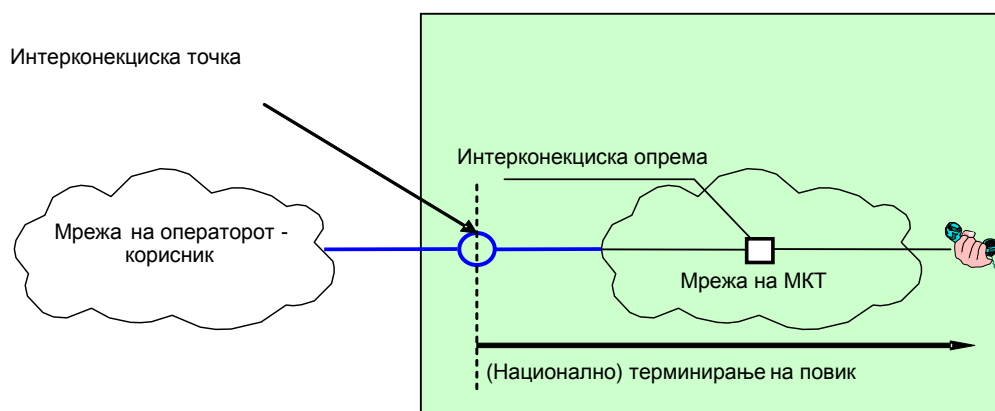 Интерконекциска точка
Интерконекциска опрема
Мрежа на операторот -
корисник
Мрежа на МКТ
(Национално) терминирање на повик